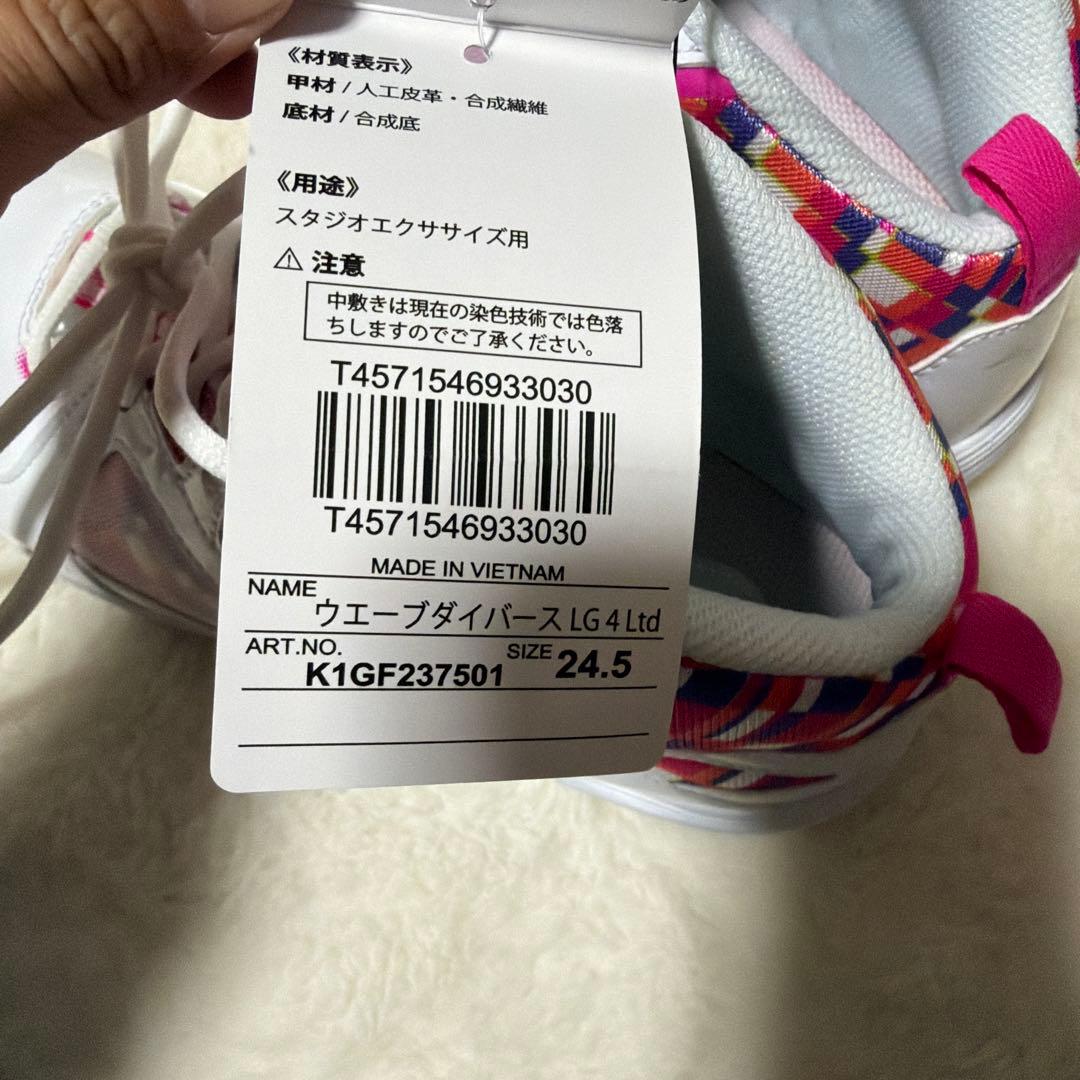 《材質表示》
甲材 / 人工皮革・合成繊維
底材 / 合成底
《用途》
スタジオエクササイズ用
⚠ 注意
中敷きは現在の染色技術では色落
ちしますのでご了承ください。
T4571546933030
T4571546933030
MADE IN VIETNAM
NAME ウエーブダイバース LG 4 Ltd
ART.NO. K1GF237501 SIZE 24.5